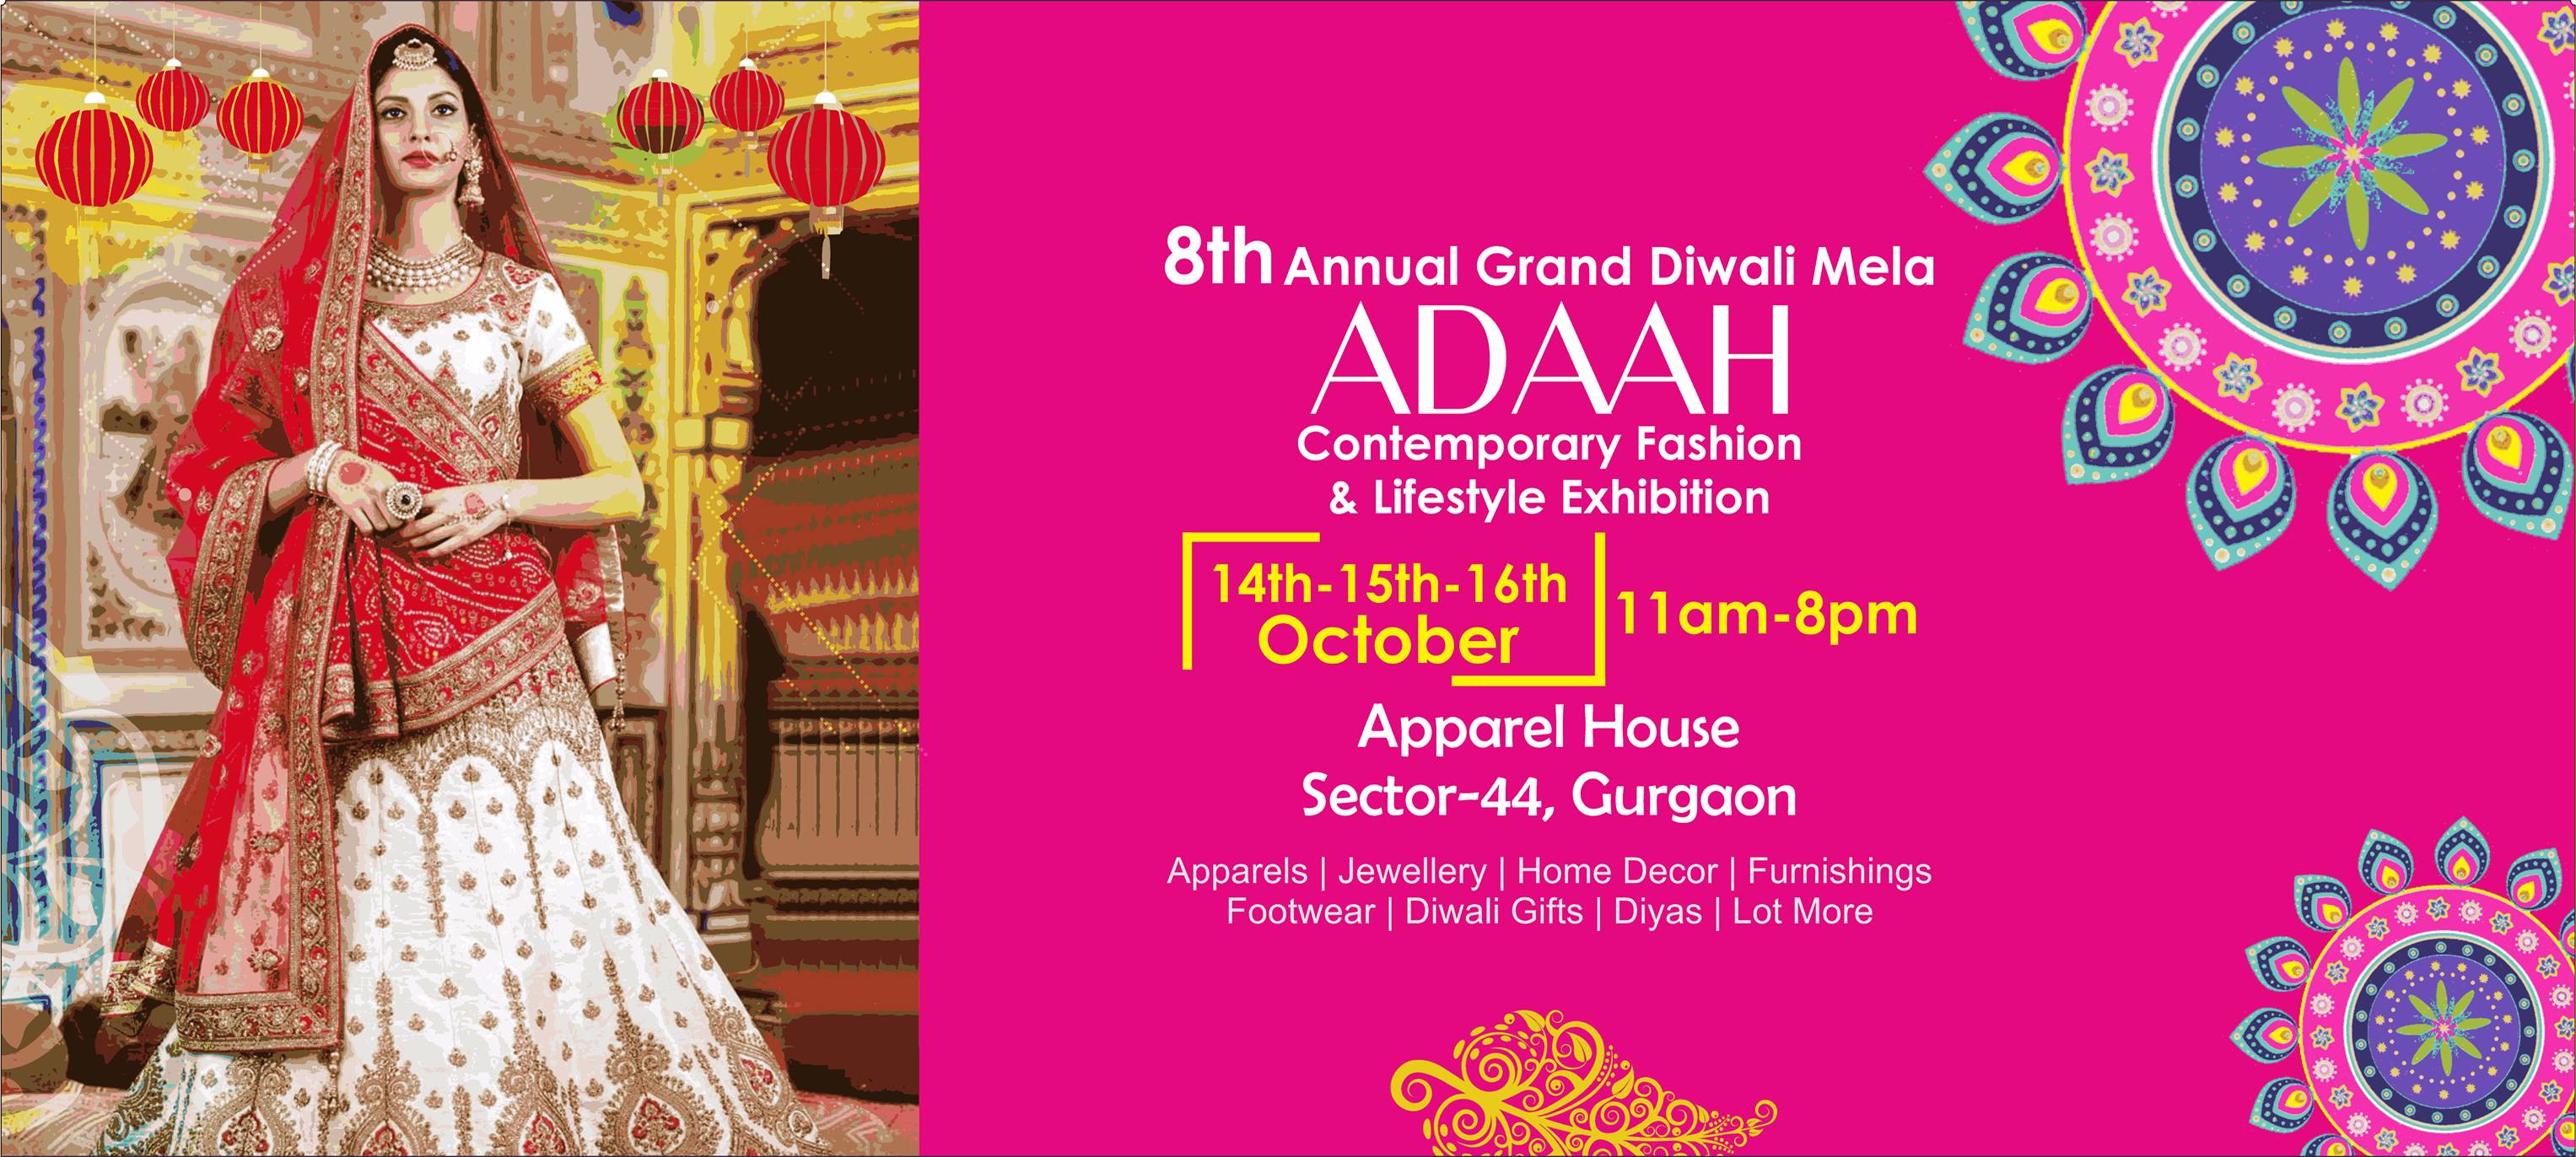 8th Annual Grand Diwali Mela
ADAAH
Contemporary Fashion
& Lifestyle Exhibition
14th-15th-16th
October
11am-8pm
Apparel House
Sector-44, Gurgaon
Apparels | Jewellery | Home Decor | Furnishings
Footwear | Diwali Gifts | Diyas | Lot More